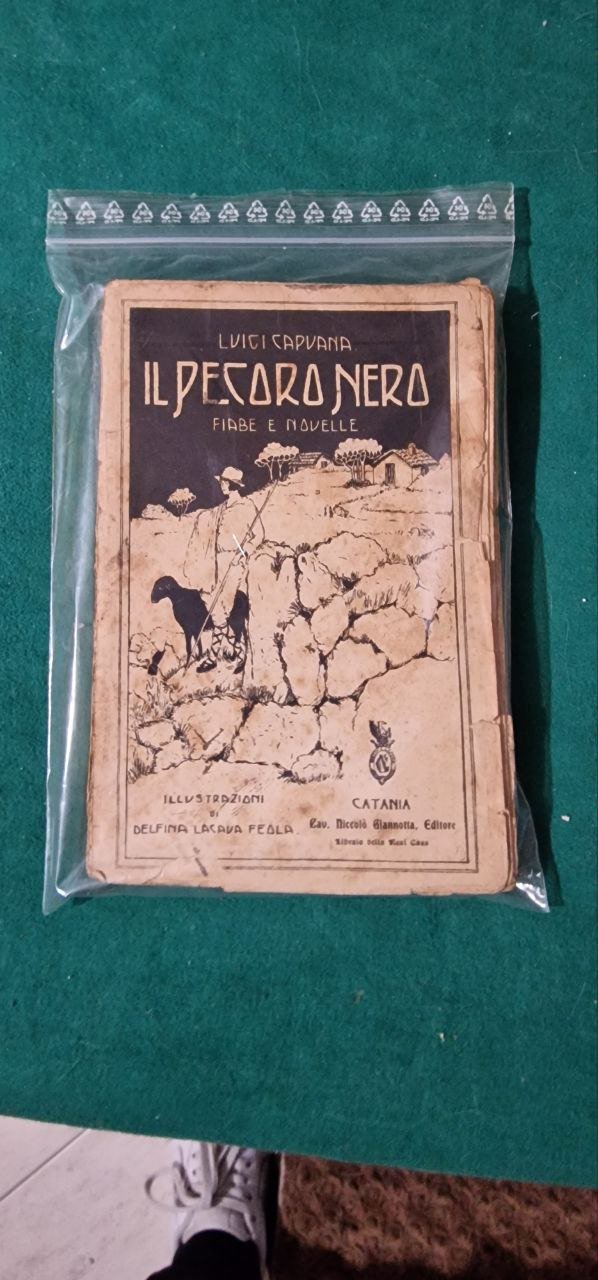 LUIGI CAPUANA
IL PECORO NERO
FIABE E NOVELLE
ILLUSTRAZIONI
DI
DELFINA LACAVA FEOLA
CATANIA
Cav. Niccolò Giannotta, Editore
Libraio della Real Casa